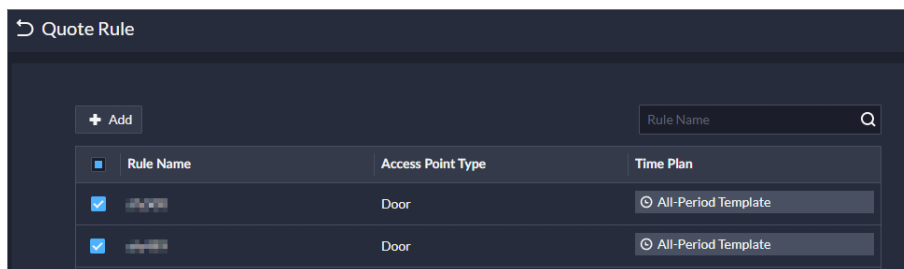 Quote Rule
Add
Rule Name
Rule Name Access Point Type Time Plan
Door All-Period Template
Door All-Period Template